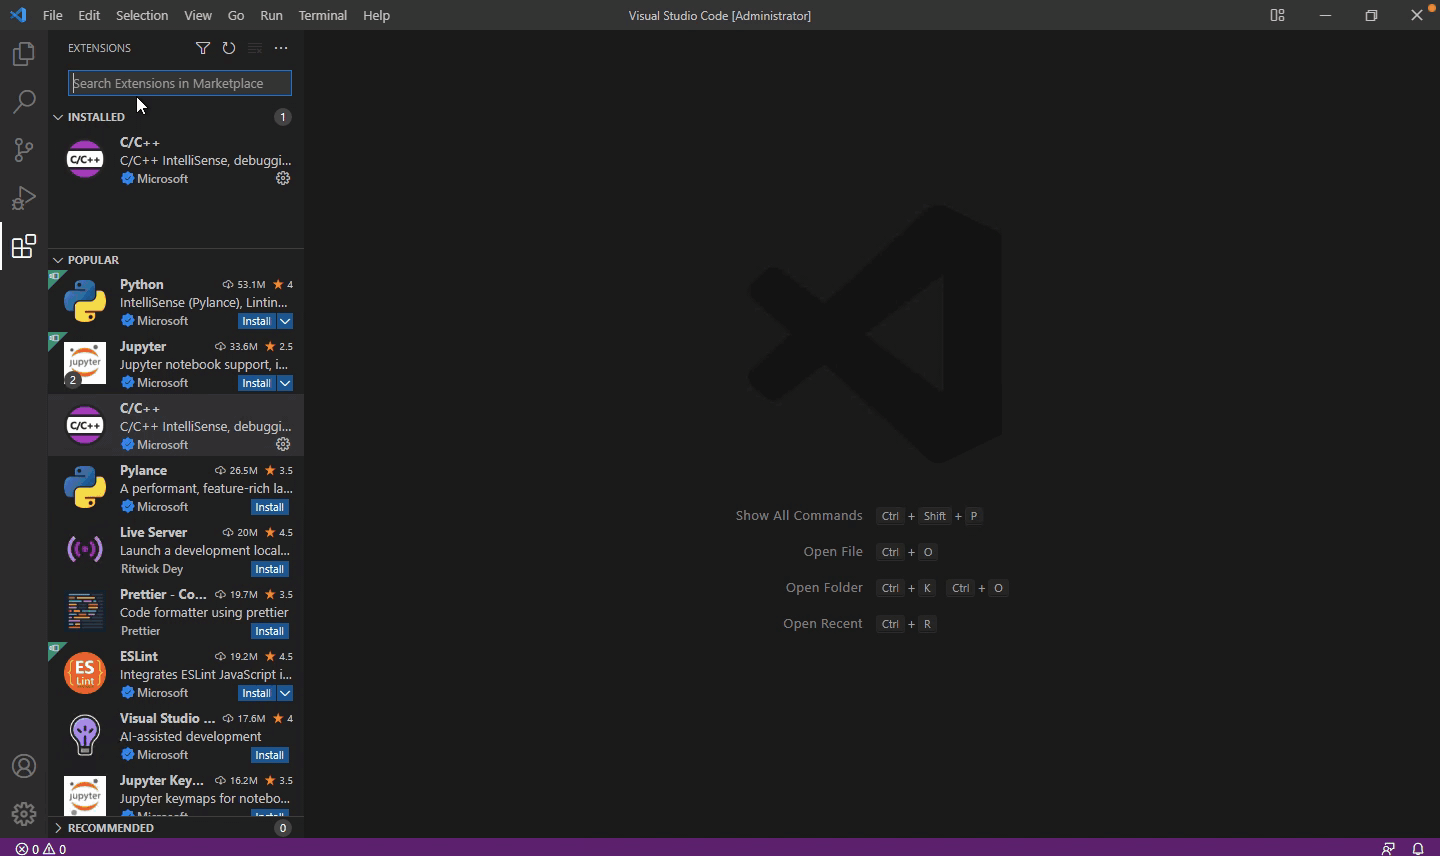 File Edit Selection View Go Run Terminal Help
Visual Studio Code [Administrator]
EXTENSIONS
Search Extensions in Marketplace
INSTALLED 1
C/C++
C/C++ C/C++ IntelliSense, debuggi...
Microsoft
POPULAR
Python 53.1M 4
IntelliSense (Pylance), Lintin...
Microsoft Install
Jupyter 33.6M 2.5
jupyter Jupyter notebook support, i...
2 Microsoft Install
C/C++
C/C++ C/C++ IntelliSense, debuggi...
Microsoft
Pylance 26.5M 3.5
A performant, feature-rich la...
Microsoft Install
Live Server 20M 4.5
Launch a development local...
Ritwick Dey Install
Prettier - Co... 19.7M 3.5
Code formatter using prettier
Prettier Install
ESLint 19.2M 4.5
ES Lint Integrates ESLint JavaScript i...
Microsoft Install
Visual Studio ... 17.6M 4
AI-assisted development
Microsoft Install
Jupyter Key... 16.2M 3.5
jupyter Jupyter keymaps for notebo...
Microsoft Install
RECOMMENDED 0
Show All Commands Ctrl + Shift + P
Open File Ctrl + O
Open Folder Ctrl + K Ctrl + O
Open Recent Ctrl + R
0 0